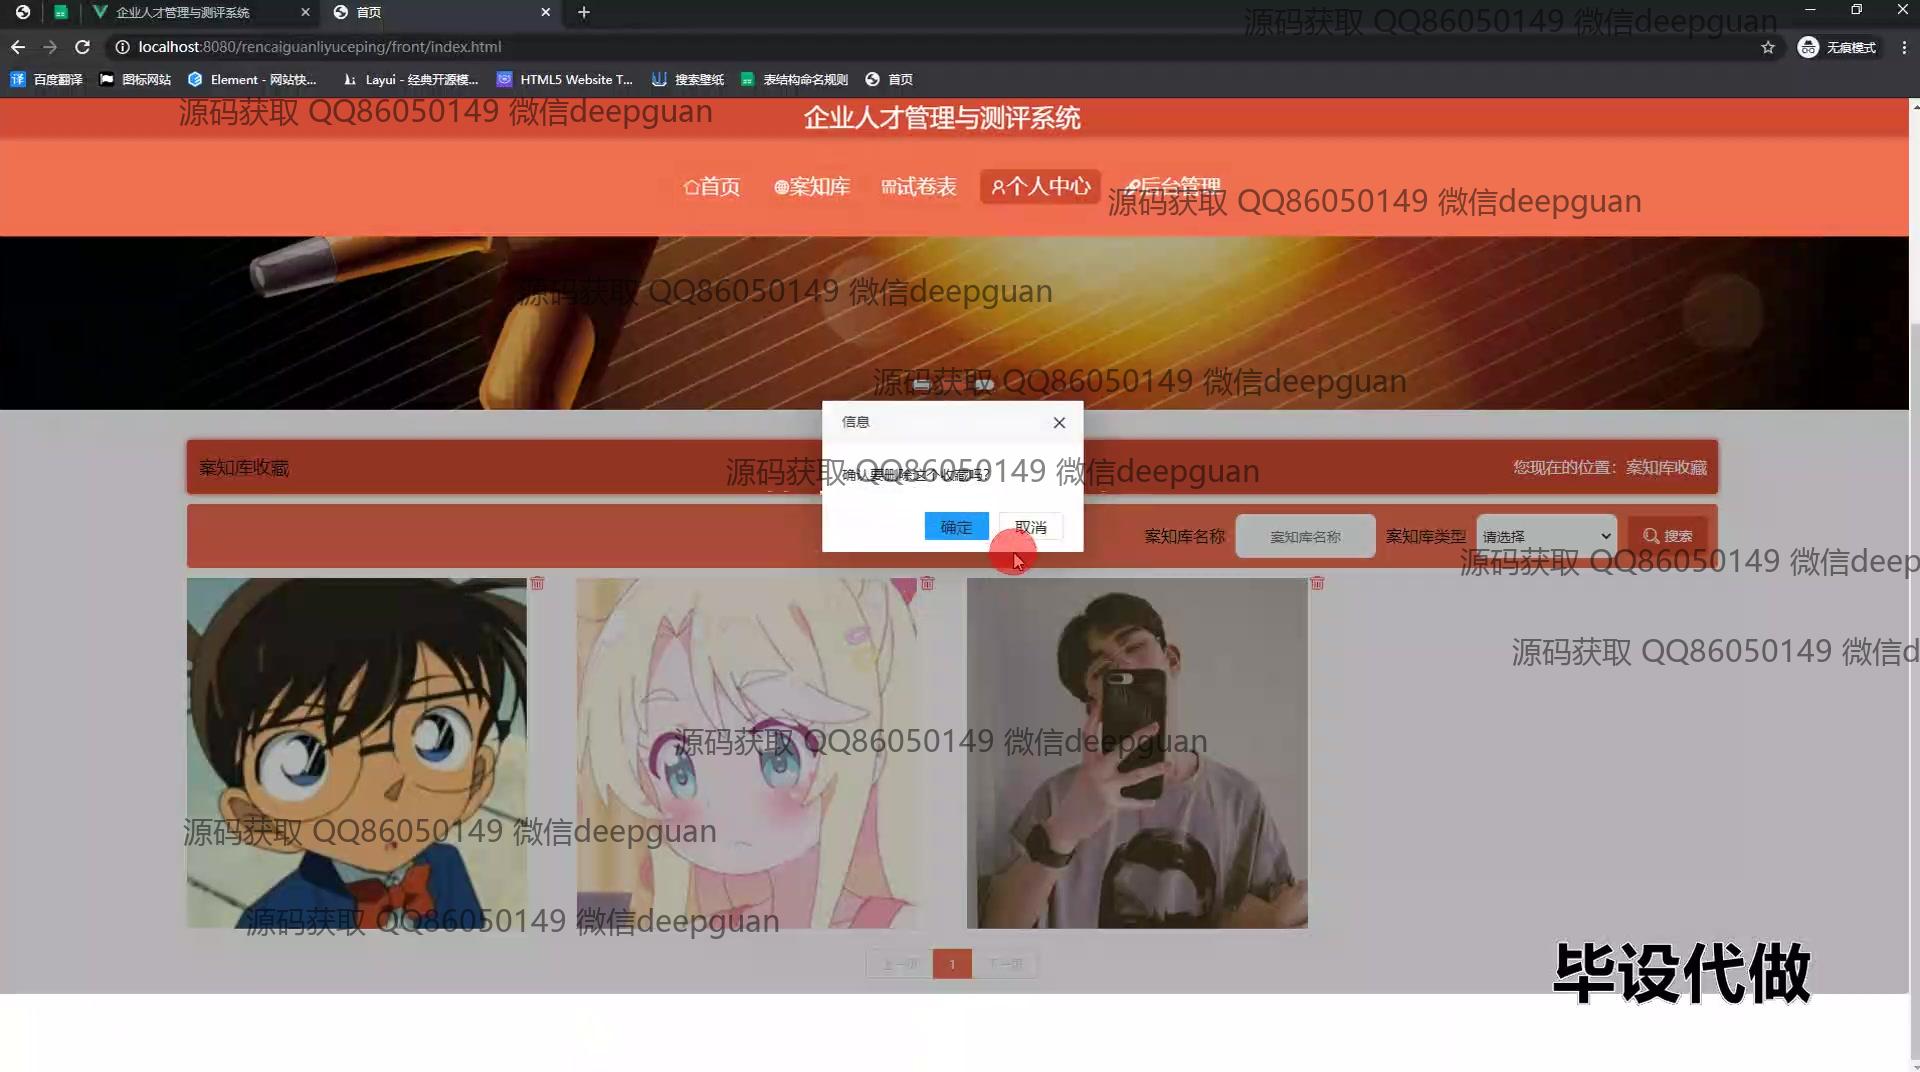 企业人才管理与测评系统
首页
源码获取 QQ86050149 微信deepguan
localhost:8080/rencaiguanliyuceping/front/index.html
无痕模式
百度翻译
图标网站
Element - 网站快...
Layui - 经典开源模...
HTML5 Website T...
搜索壁纸
表结构命名规则
首页
源码获取 QQ86050149 微信deepguan
企业人才管理与测评系统
首页
案知库
试卷表
个人中心
后台管理
源码获取 QQ86050149 微信deepguan
源码获取 QQ86050149 微信deepguan
源码获取 QQ86050149 微信deepguan
信息
案知库收藏
您现在的位置：案知库收藏
源码获取 QQ86050149 微信deepguan
确认要删除这个收藏吗?
确定
取消
案知库名称
案知库名称
案知库类型
请选择
搜索
源码获取 QQ86050149 微信deep
源码获取 QQ86050149 微信d
源码获取 QQ86050149 微信deepguan
源码获取 QQ86050149 微信deepguan
源码获取 QQ86050149 微信deepguan
上一页
1
下一页
毕设代做